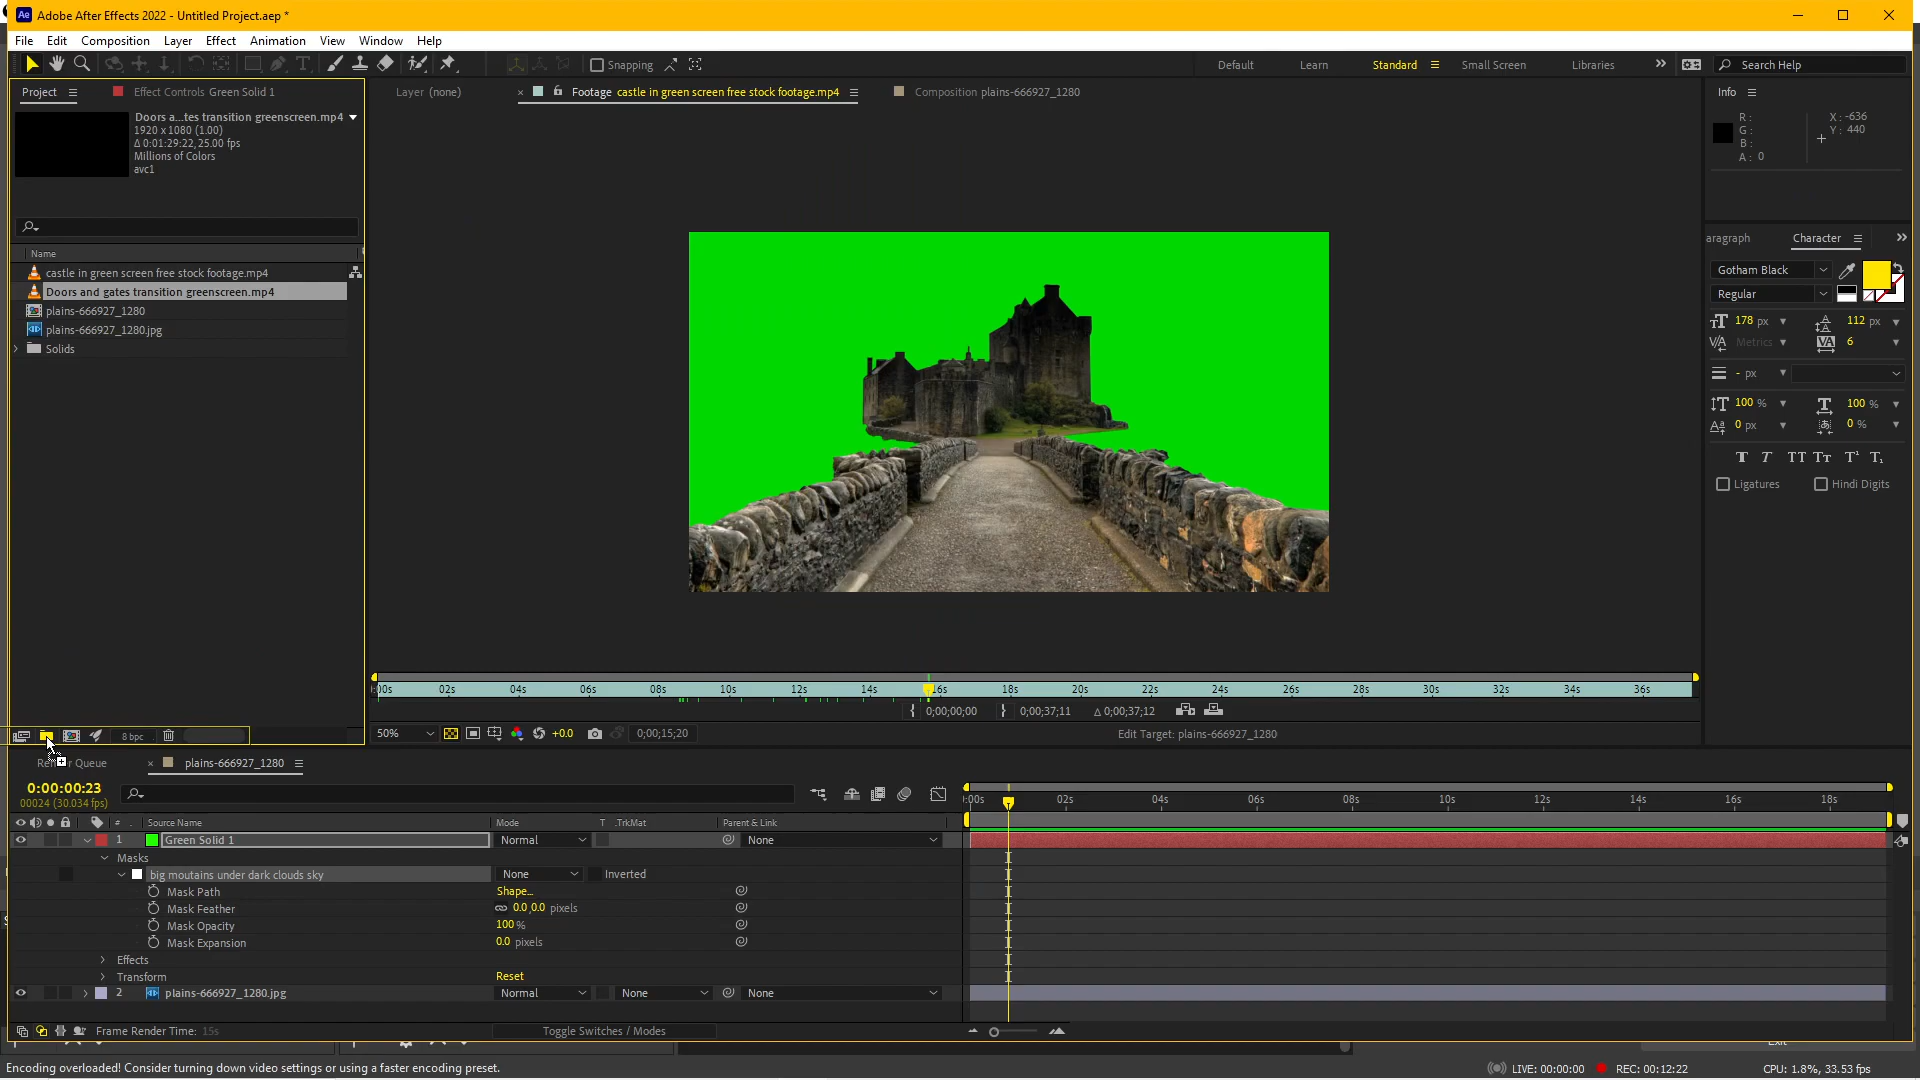 Adobe After Effects 2022 - Untitled Project.aep *
File Edit Composition Layer Effect Animation View Window Help
Snapping
Default Learn Standard Small Screen Libraries
Search Help
Project
Effect Controls Green Solid 1
Layer (none)
Footage castle in green screen free stock footage.mp4
Composition plains-666927_1280
Info
Doors a...tes transition greenscreen.mp4
1920 x 1080 (1.00)
Δ 0:01:29:22, 25.00 fps
Millions of Colors
avc1
R :
G :
B :
A : 0
X : -636
Y : 440
Name
castle in green screen free stock footage.mp4
Doors and gates transition greenscreen.mp4
plains-666927_1280
plains-666927_1280.jpg
Solids
aragraph
Character
Gotham Black
Regular
178 px
112 px
Metrics
6
- px
100 %
100 %
0 px
0 %
Ligatures
Hindi Digits
:00s 02s 04s 06s 08s 10s 12s 14s 16s 18s 20s 22s 24s 26s 28s 30s 32s 34s 36s
0;00;00;00
0;00;37;11
Δ 0;00;37;12
8 bpc
50%
+0.0
0;00;15;20
Edit Target: plains-666927_1280
Queue
plains-666927_1280
0:00:00:23
00024 (30.034 fps)
:00s 02s 04s 06s 08s 10s 12s 14s 16s 18s
# Source Name Mode T .TrkMat Parent & Link
1 Green Solid 1 Normal None
Masks
big moutains under dark clouds sky None Inverted
Mask Path Shape...
Mask Feather 0.0,0.0 pixels
Mask Opacity 100 %
Mask Expansion 0.0 pixels
Effects
Transform Reset
2 plains-666927_1280.jpg Normal None None
Frame Render Time: 15s
Toggle Switches / Modes
Encoding overloaded! Consider turning down video settings or using a faster encoding preset.
LIVE: 00:00:00
REC: 00:12:22
CPU: 1.8%, 33.53 fps